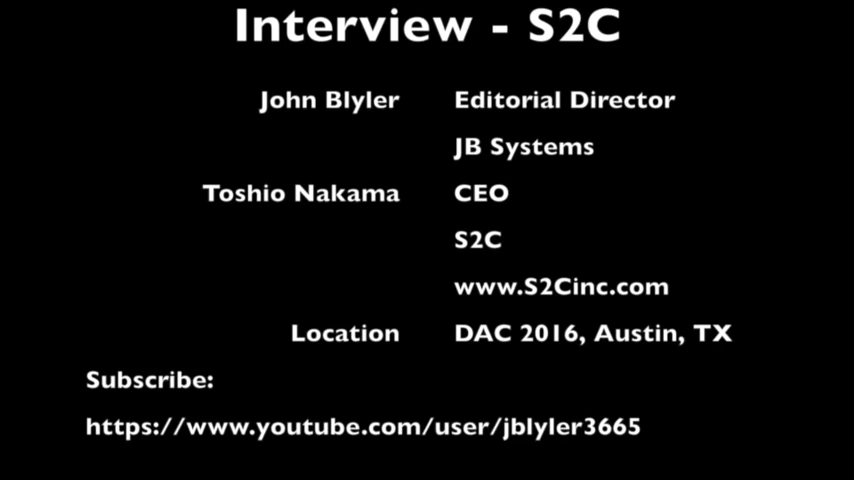 Interview - S2C
John Blyler Editorial Director
JB Systems
Toshio Nakama CEO
S2C
www.S2Cinc.com
Location DAC 2016, Austin, TX
Subscribe:
https://www.youtube.com/user/jblyler3665